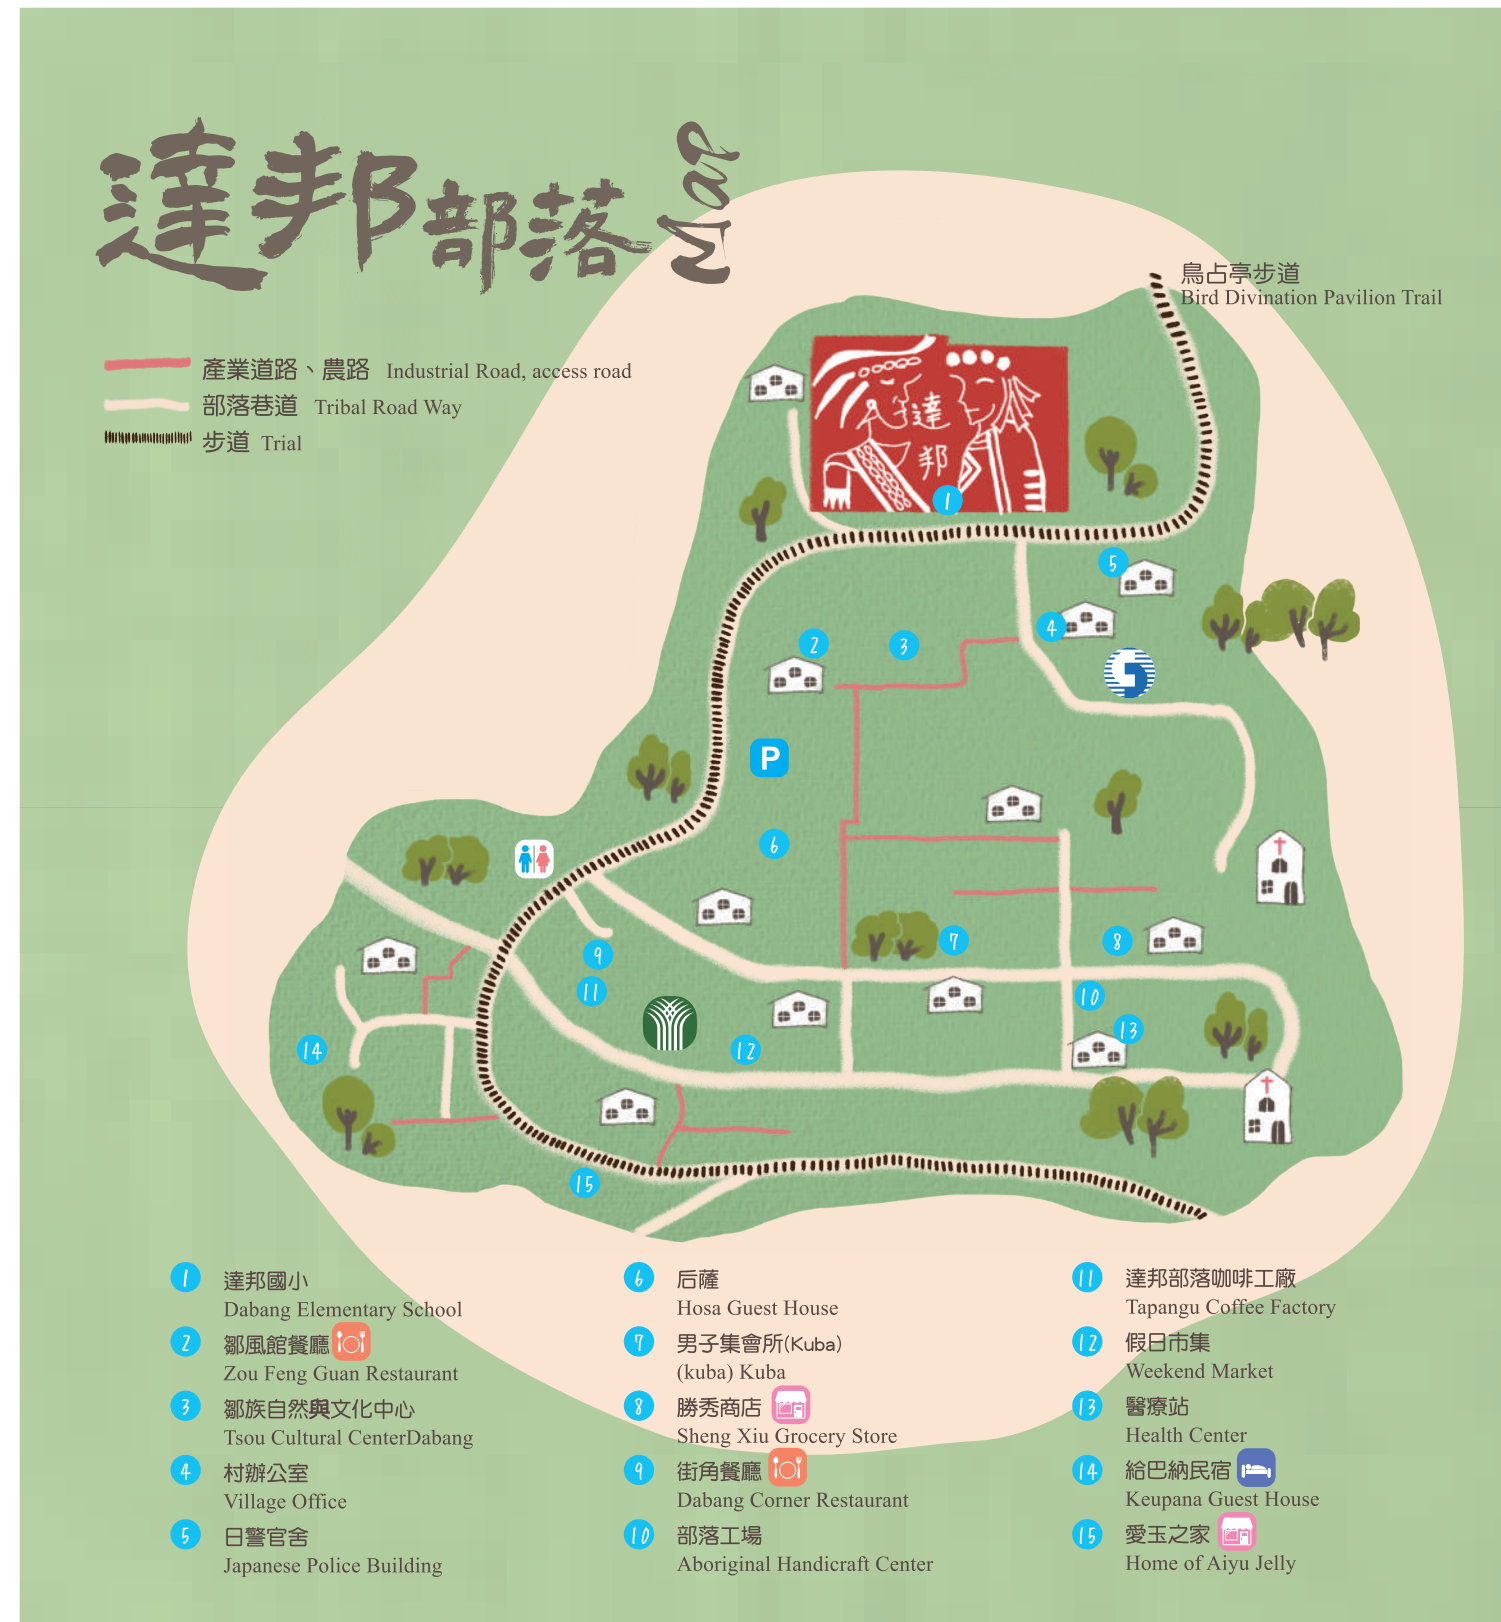 達邦部落 Map
鳥占亭步道
Bird Divination Pavilion Trail
產業道路、農路 Industrial Road, access road
部落巷道 Tribal Road Way
步道 Trial
達
邦
1
5
4
2
3
P
6
7
8
9
11
10
13
12
14
15
1 達邦國小
Dabang Elementary School
2 鄒風館餐廳
Zou Feng Guan Restaurant
3 鄒族自然與文化中心
Tsou Cultural CenterDabang
4 村辦公室
Village Office
5 日警官舍
Japanese Police Building
6 后薩
Hosa Guest House
7 男子集會所(Kuba)
(kuba) Kuba
8 勝秀商店
Sheng Xiu Grocery Store
9 街角餐廳
Dabang Corner Restaurant
10 部落工場
Aboriginal Handicraft Center
11 達邦部落咖啡工廠
Tapangu Coffee Factory
12 假日市集
Weekend Market
13 醫療站
Health Center
14 給巴納民宿
Keupana Guest House
15 愛玉之家
Home of Aiyu Jelly